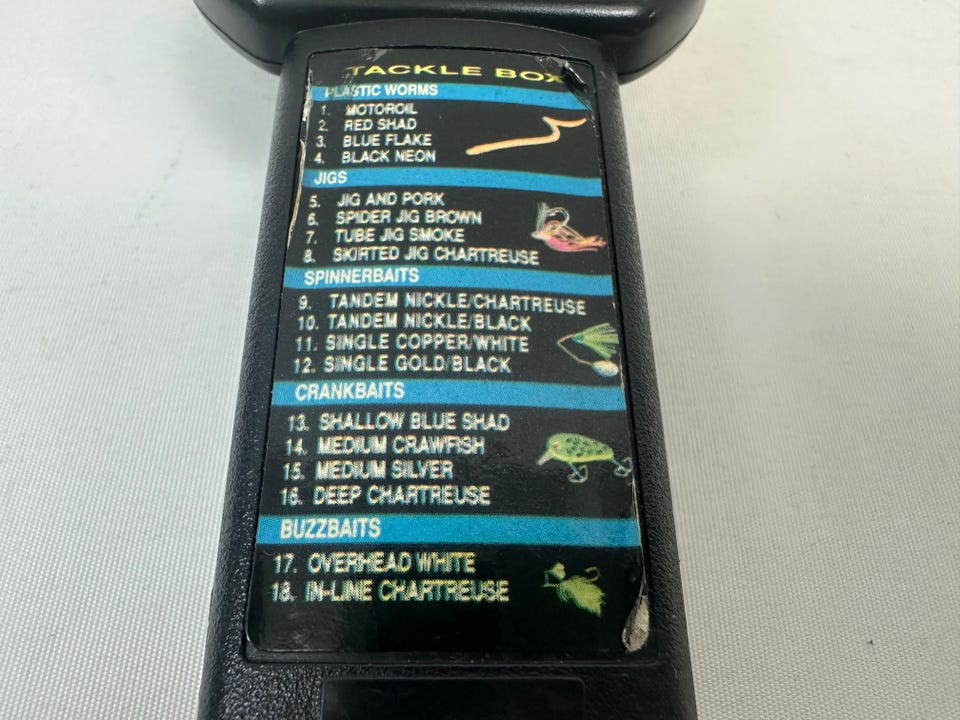 TACKLE BOX
PLASTIC WORMS
1. MOTOROIL
2. RED SHAD
3. BLUE FLAKE
4. BLACK NEON
JIGS
5. JIG AND PORK
6. SPIDER JIG BROWN
7. TUBE JIG SMOKE
8. SKIRTED JIG CHARTREUSE
SPINNERBAITS
9. TANDEM NICKLE/CHARTREUSE
10. TANDEM NICKLE/BLACK
11. SINGLE COPPER/WHITE
12. SINGLE GOLD/BLACK
CRANKBAITS
13. SHALLOW BLUE SHAD
14. MEDIUM CRAWFISH
15. MEDIUM SILVER
16. DEEP CHARTREUSE
BUZZBAITS
17. OVERHEAD WHITE
18. IN-LINE CHARTREUSE